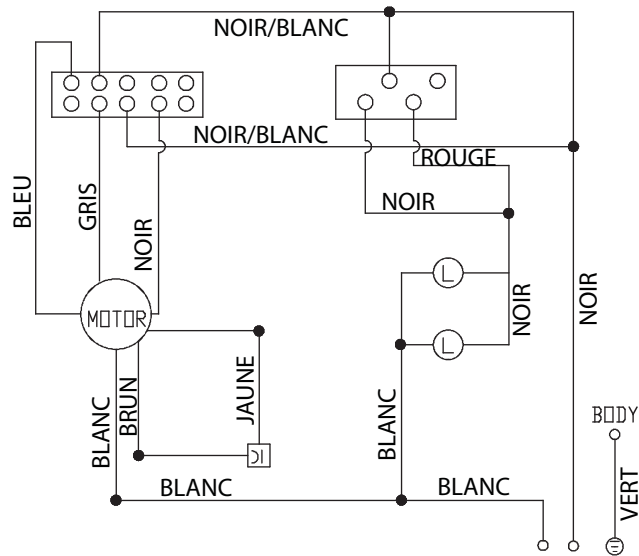 NOIR/BLANC
NOIR/BLANC
ROUGE
BLEU
GRIS
NOIR
NOIR
L
NOIR
NOIR
MOTOR
L
JAUNE
BLANC
BRUN
BLANC
BODY
VERT
BLANC
BLANC